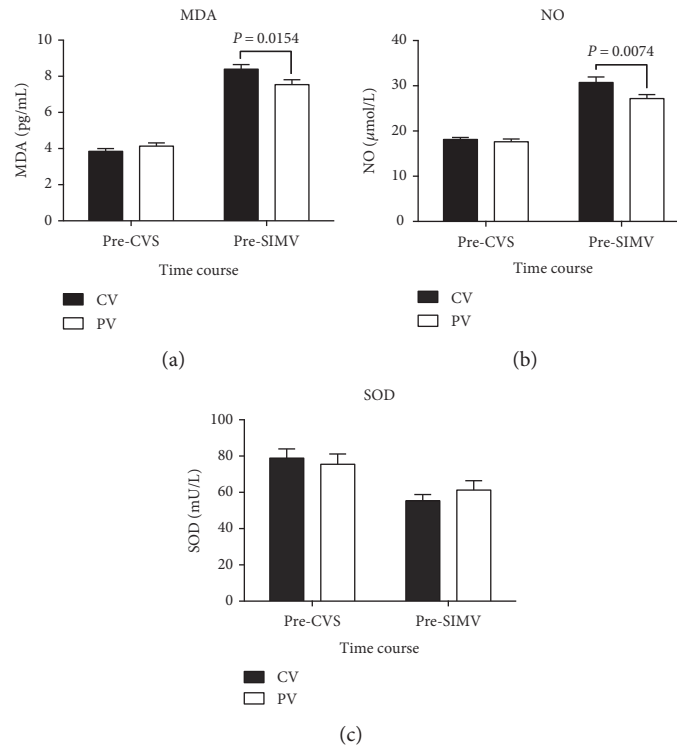 MDA
10
8
6
4
2
0
MDA (pg/mL)
P = 0.0154
Pre-CVS
Pre-SIMV
Time course
CV
PV
(a)
NO
40
30
20
10
0
NO (μmol/L)
P = 0.0074
Pre-CVS
Pre-SIMV
Time course
CV
PV
(b)
SOD
100
80
60
40
20
0
SOD (mU/L)
Pre-CVS
Pre-SIMV
Time course
CV
PV
(c)